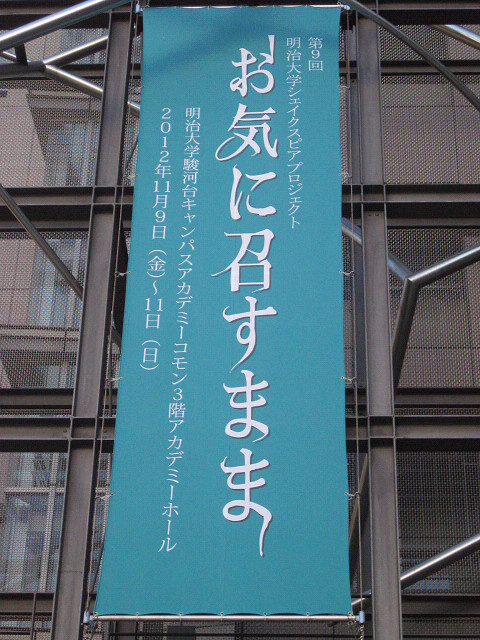 第9回
明治大学シェイクスピアプロジェクト
お気に召すまま
明治大学駿河台キャンパスアカデミーコモン3階アカデミーホール
2012年11月9日（金）～11日（日）